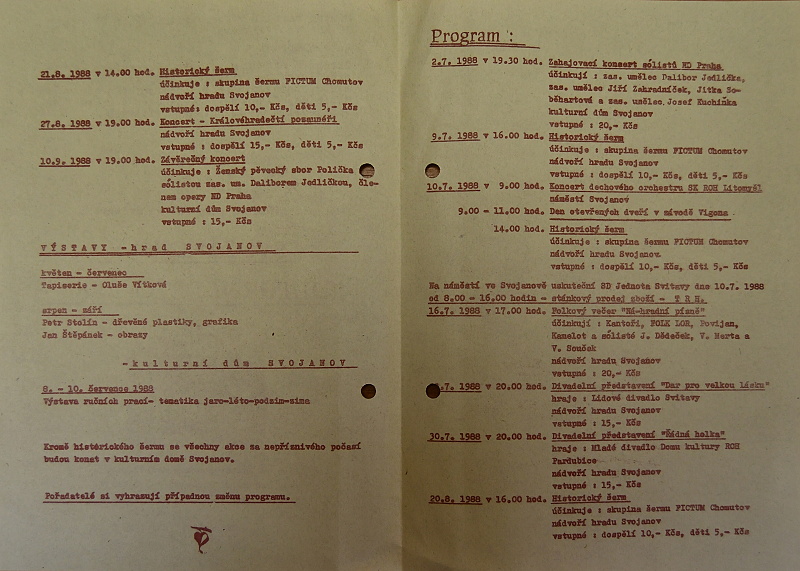 21.8. 1988 v 14.00 hod. Historický šerm
účinkuje : skupina šermu PICTUM Chomutov
nádvoří hradu Svojanov
vstupné: dospělí 10,- Kčs, děti 5,- Kčs
27.8. 1988 v 19.00 hod. Koncert - Královéhradečtí pozounéři
nádvoří hradu Svojanov
vstupné : dospělí 15,- Kčs, děti 5,- Kčs
10.9. 1988 v 19.00 hod. Závěrečný koncert
účinkuje : Ženský pěvecký sbor Polička
sólistou zas. um. Daliborem Jedličkou, čle-
nem opery ND Praha
kulturní dům Svojanov
vstupné : 15,- Kčs
VÝSTAVY - hrad SVOJANOV
květen - červenec
Tapiserie - Oluše Vítková
srpen - září
Petr Stolín - dřevěné plastiky, grafika
Jan Štěpánek - obrazy
- kulturní dům SVOJANOV
8. - 10. července 1988
Výstava ručních prací- tematika jaro-léto-podzim-zima
Kromě histérického šermu se všechny akce za nepříznivého počasí
budou konat v kulturním domě Svojanov.
Pořadatelé si vyhrazují případnou změnu programu.
Program :
2.7. 1988 v 19.30 hod. Zahajovací koncert sólistů ND Praha
účinkují : zas. umělec Dalibor Jedlička,
zas. umělec Jiří Zahradníček, Jitka So-
běhartová a zas. umělec Josef Kuchinka
kulturní dům Svojanov
vstupné : 20,- Kčs
9.7. 1988 v 16.00 hod. Historický šerm
účinkuje : skupina šermu PICTUM Chomutov
nádvoří hradu Svojanov
vstupné : dospělí 10,- Kčs, děti 5,- Kčs
10.7. 1988 v 9.00 hod. Koncert dechového orchestru SK ROH Litomyšl
náměstí Svojanov
9.00 - 11.00 hod. Den otevřených dveří v závodě Vigona
14.00 hod. Historický šerm
účinkuje : skupina šermu PICTUM Chomutov
nádvoří hradu Svojanov
vstupné : dospělí 10,- Kčs, děti 5,- Kčs
Na náměstí ve Svojanově uskuteční SD Jednota Svitavy dne 10.7. 1988
od 8.00 - 16.00 hodin - stánkový prodej zboží - T R H.
16.7. 1988 v 17.00 hod. Folkový večer "Ná-hradní písně"
účinkují : Kantoři, FOLK LOR, Povijan,
Kamelot a sólisté J. Dědeček, V. Merta a
V. Souček
nádvoří hradu Svojanov
vstupné : 20,- Kčs
.7. 1988 v 20.00 hod. Divadelní představení "Dar pro velkou lásku"
hraje : Lidové divadlo Svitavy
nádvoří hradu Svojanov
vstupné : 15,- Kčs
30.7. 1988 v 20.00 hod. Divadelní představení "Řádná holka"
hraje : Mladé divadlo Domu kultury ROH
Pardubice
nádvoří hradu Svojanov
vstupné : 15,- Kčs
20.8. 1988 v 16.00 hod. Historický šerm
účinkuje : skupina šermu PICTUM Chomutov
nádvoří hradu Svojanov
vstupné : dospělí 10,- Kčs, děti 5,- Kčs